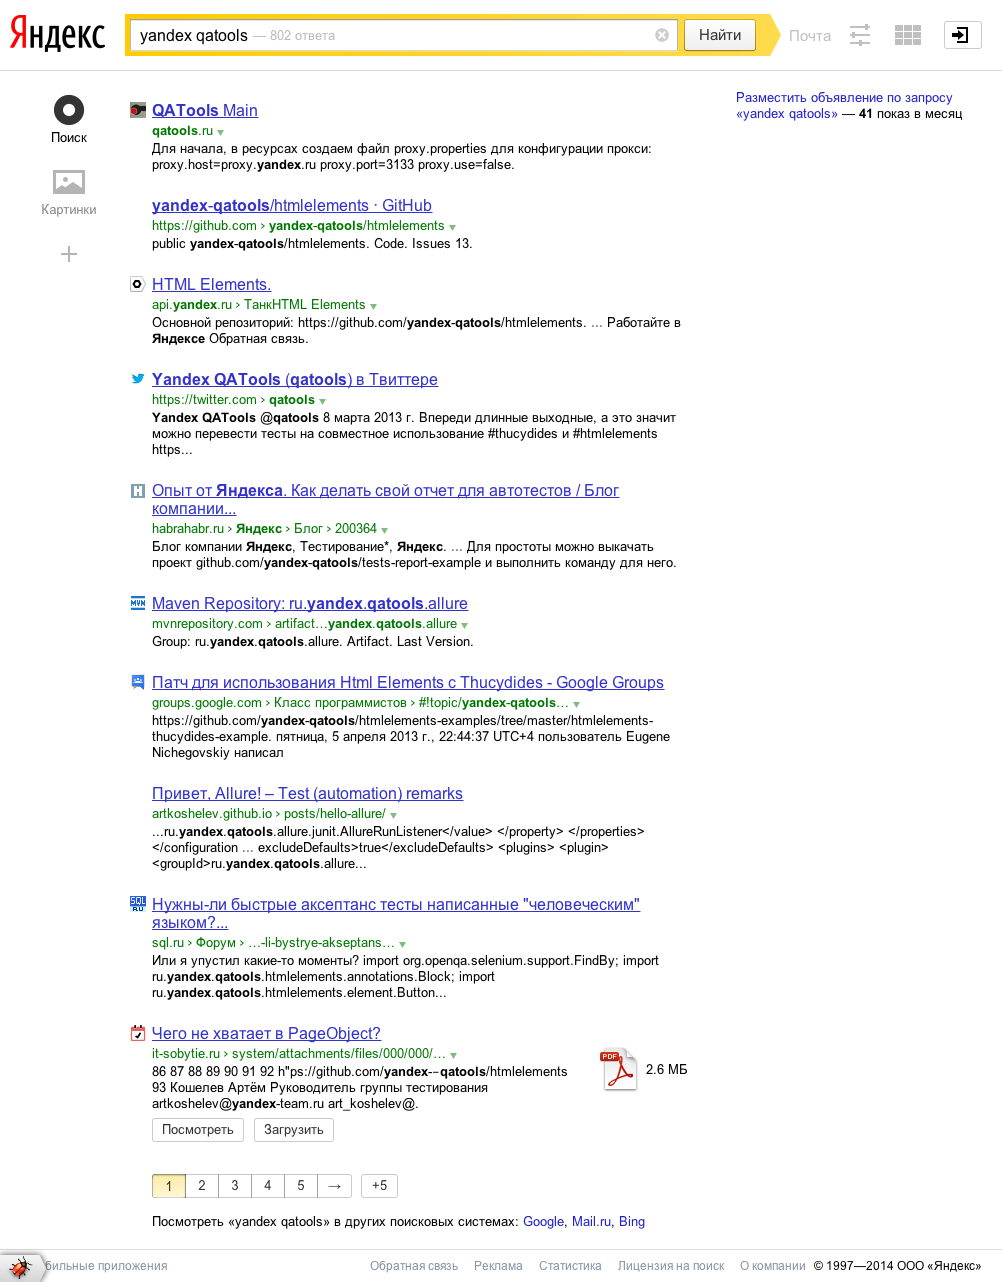 Яндекс
yandex qatools — 802 ответа
Найти
Почта
Поиск
Картинки
QATools Main
qatools.ru
Для начала, в ресурсах создаем файл proxy.properties для конфигурации прокси:
proxy.host=proxy.yandex.ru proxy.port=3133 proxy.use=false.
yandex-qatools/htmlelements · GitHub
https://github.com › yandex-qatools/htmlelements
public yandex-qatools/htmlelements. Code. Issues 13.
HTML Elements.
api.yandex.ru › ТанкHTML Elements
Основной репозиторий: https://github.com/yandex-qatools/htmlelements. ... Работайте в
Яндексе Обратная связь.
Yandex QATools (qatools) в Твиттере
https://twitter.com › qatools
Yandex QATools @qatools 8 марта 2013 г. Впереди длинные выходные, а это значит
можно перевести тесты на совместное использование #thucydides и #htmlelements
https...
Опыт от Яндекса. Как делать свой отчет для автотестов / Блог
компании...
habrahabr.ru › Яндекс › Блог › 200364
Блог компании Яндекс, Тестирование*, Яндекс. ... Для простоты можно выкачать
проект github.com/yandex-qatools/tests-report-example и выполнить команду для него.
MVN
Maven Repository: ru.yandex.qatools.allure
mvnrepository.com › artifact…yandex.qatools.allure
Group: ru.yandex.qatools.allure. Artifact. Last Version.
Патч для использования Html Elements с Thucydides - Google Groups
groups.google.com › Класс программистов › #!topic/yandex-qatools…
https://github.com/yandex-qatools/htmlelements-examples/tree/master/htmlelements-
thucydides-example. пятница, 5 апреля 2013 г., 22:44:37 UTC+4 пользователь Eugene
Nichegovskiy написал
Привет, Allure! – Test (automation) remarks
artkoshelev.github.io › posts/hello-allure/
...ru.yandex.qatools.allure.junit.AllureRunListener</value> </property> </properties>
</configuration ... excludeDefaults>true</excludeDefaults> <plugins> <plugin>
<groupId>ru.yandex.qatools.allure...
SQL
RU
Нужны-ли быстрые аксептанс тесты написанные "человеческим"
языком?...
sql.ru › Форум › …-li-bystrye-akseptans…
Или я упустил какие-то моменты? import org.openqa.selenium.support.FindBy; import
ru.yandex.qatools.htmlelements.annotations.Block; import
ru.yandex.qatools.htmlelements.element.Button...
Чего не хватает в PageObject?
it-sobytie.ru › system/attachments/files/000/000/…
86 87 88 89 90 91 92 h"ps://github.com/yandex-‐qatools/htmlelements
93 Кошелев Артём Руководитель группы тестирования
artkoshelev@yandex-team.ru art_koshelev@.
PDF
2.6 МБ
Посмотреть
Загрузить
1 2 3 4 5 → +5
Посмотреть «yandex qatools» в других поисковых системах: Google, Mail.ru, Bing
Разместить объявление по запросу
«yandex qatools» — 41 показ в месяц
бильные приложения
Обратная связь Реклама Статистика Лицензия на поиск О компании © 1997—2014 ООО «Яндекс»